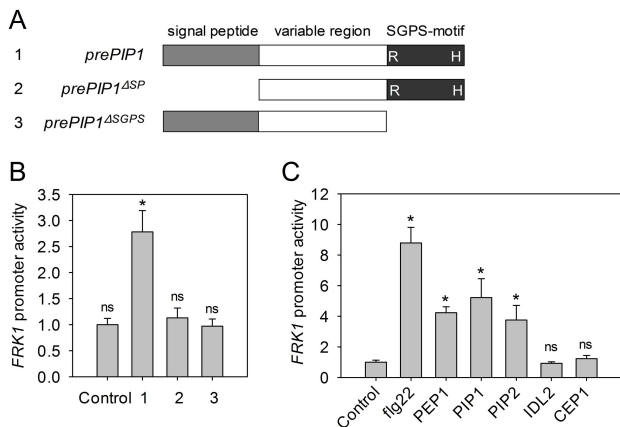 A
signal peptide variable region SGPS-motif
1 prePIP1 R H
2 prePIP1ΔSP R H
3 prePIP1ΔSGPS
B
FRK1 promoter activity
3.5
3.0
2.5
2.0
1.5
1.0
0.5
0.0
ns
*
ns
ns
Control 1 2 3
C
FRK1 promoter activity
12
10
8
6
4
2
0
*
*
*
*
ns
ns
Control
flg22
PEP1
PIP1
PIP2
IDL2
CEP1